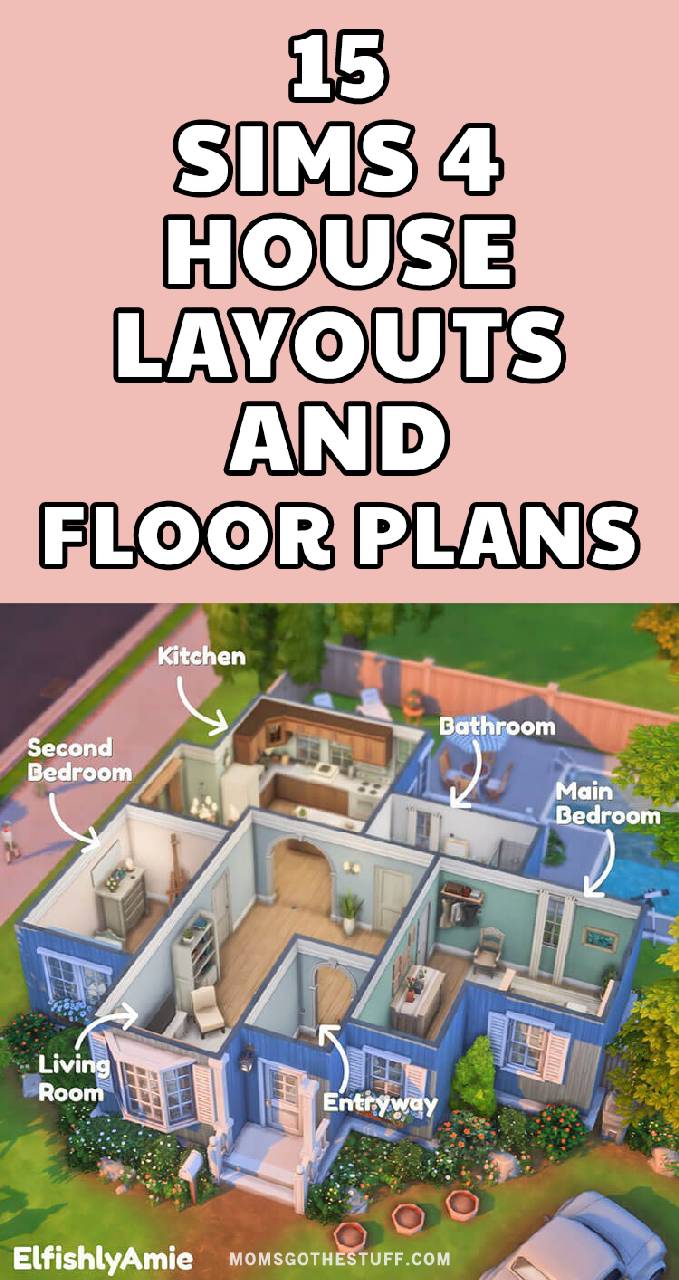 15
SIMS 4
HOUSE
LAYOUTS
AND
FLOOR PLANS
Kitchen
Bathroom
Second
Bedroom
Main
Bedroom
Living
Room
Entryway
ElfishlyAmie
MOMSGOTHESTUFF.COM